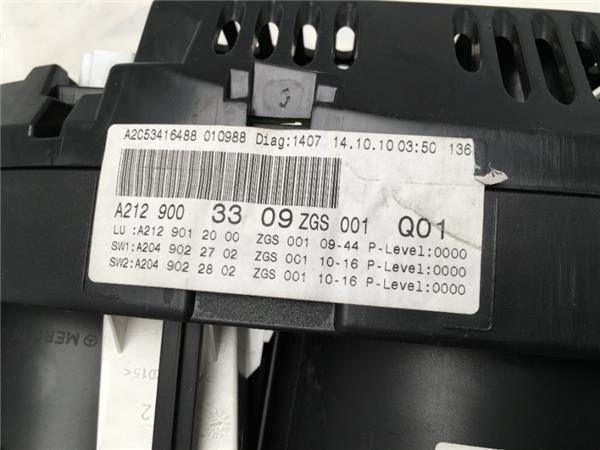 A2C53416488 010988 Diag:1407 14.10.10 03:50 136
A212 900 33 09 ZGS 001 Q01
LU :A212 901 20 00 ZGS 001 09-44 P-Level:0000
SW1:A204 902 27 02 ZGS 001 10-16 P-Level:0000
SW2:A204 902 28 02 ZGS 001 10-16 P-Level:0000
2